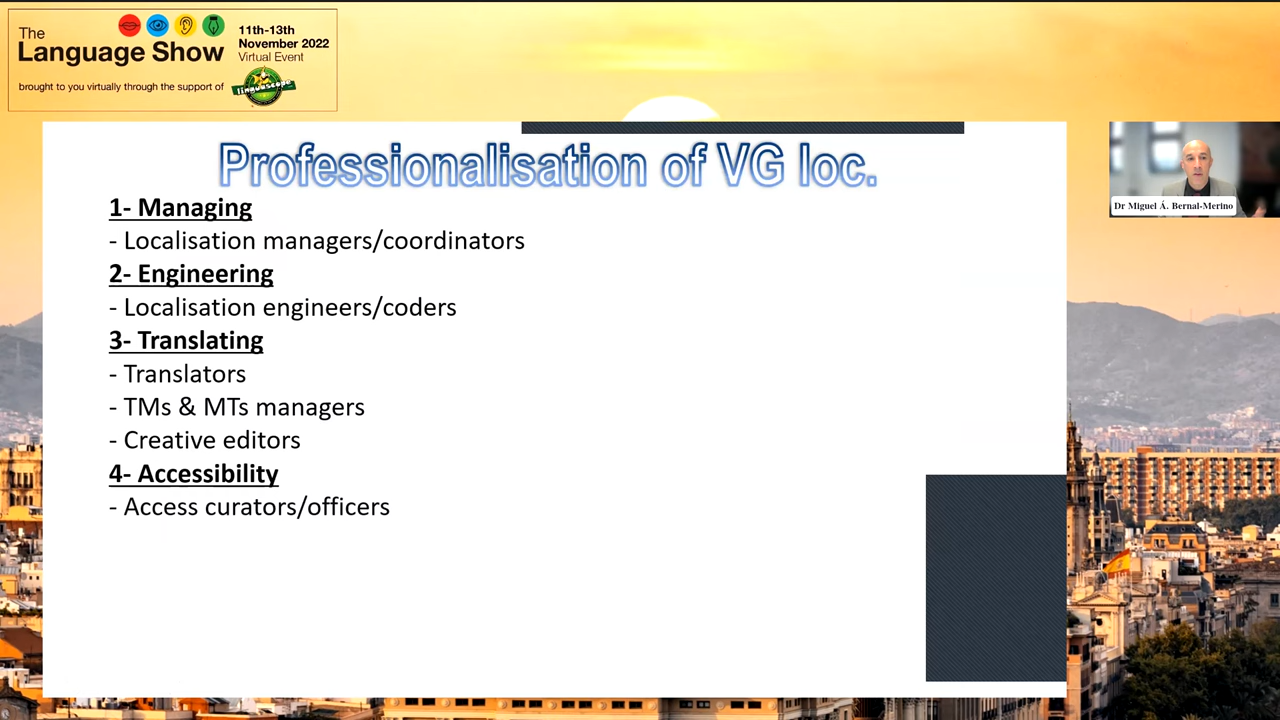 The
Language Show
11th-13th
November 2022
Virtual Event
brought to you virtually through the support of
linguascope
Professionalisation of VG loc.
1- Managing
- Localisation managers/coordinators
2- Engineering
- Localisation engineers/coders
3- Translating
- Translators
- TMs & MTs managers
- Creative editors
4- Accessibility
- Access curators/officers
Dr Miguel Á. Bernal-Merino